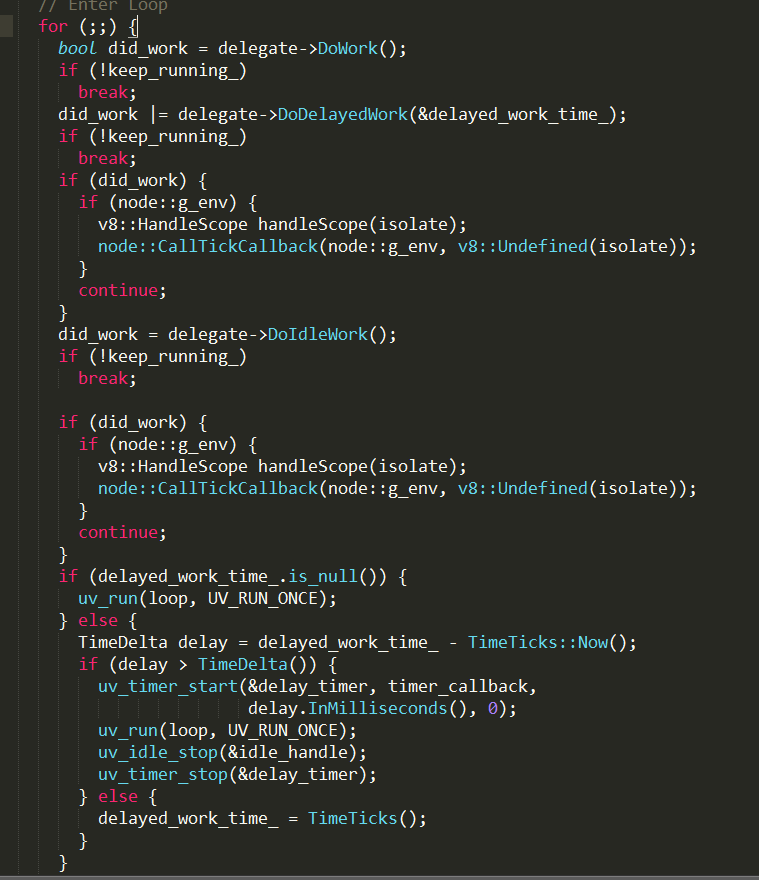 // Enter Loop
for (;;) {
  bool did_work = delegate->DoWork();
  if (!keep_running_)
    break;
  did_work |= delegate->DoDelayedWork(&delayed_work_time_);
  if (!keep_running_)
    break;
  if (did_work) {
    if (node::g_env) {
      v8::HandleScope handleScope(isolate);
      node::CallTickCallback(node::g_env, v8::Undefined(isolate));
    }
    continue;
  }
  did_work = delegate->DoIdleWork();
  if (!keep_running_)
    break;

  if (did_work) {
    if (node::g_env) {
      v8::HandleScope handleScope(isolate);
      node::CallTickCallback(node::g_env, v8::Undefined(isolate));
    }
    continue;
  }
  if (delayed_work_time_.is_null()) {
    uv_run(loop, UV_RUN_ONCE);
  } else {
    TimeDelta delay = delayed_work_time_ - TimeTicks::Now();
    if (delay > TimeDelta()) {
      uv_timer_start(&delay_timer, timer_callback,
                     delay.InMilliseconds(), 0);
      uv_run(loop, UV_RUN_ONCE);
      uv_idle_stop(&idle_handle);
      uv_timer_stop(&delay_timer);
    } else {
      delayed_work_time_ = TimeTicks();
    }
  }